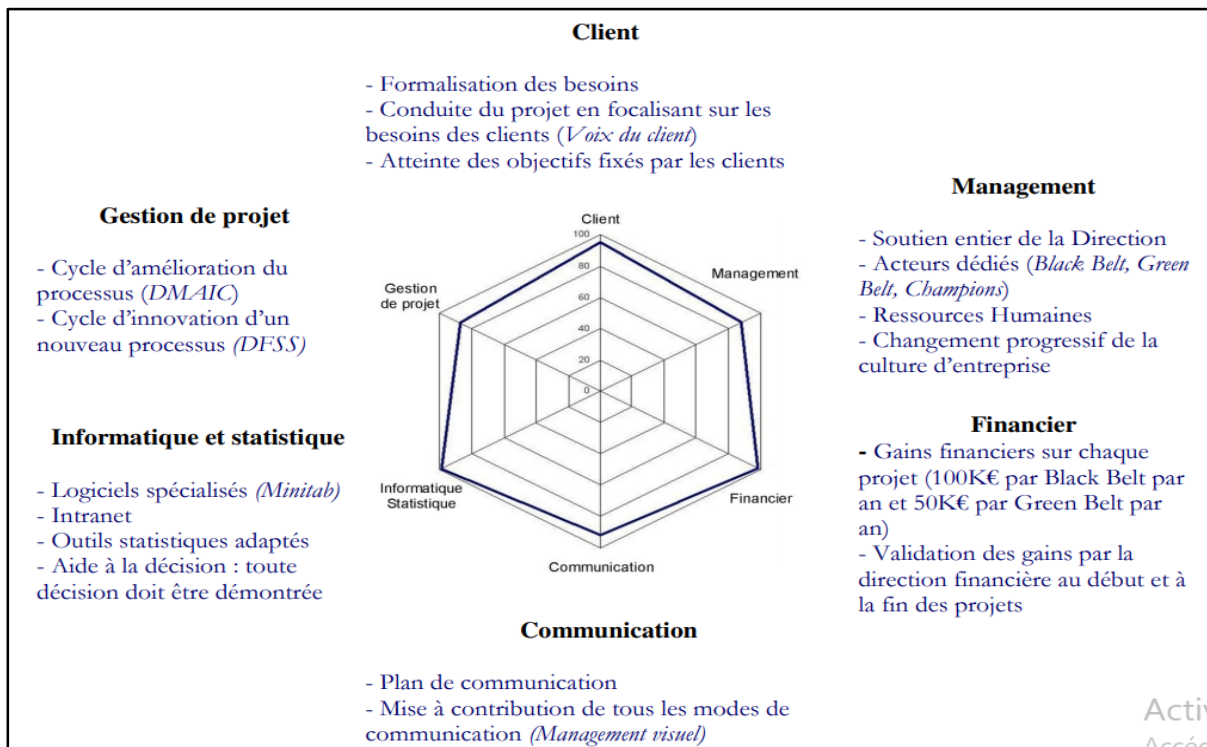 Client
- Formalisation des besoins
- Conduite du projet en focalisant sur les
besoins des clients (Voix du client)
- Atteinte des objectifs fixés par les clients
Gestion de projet
- Cycle d'amélioration du
processus (DMAIC)
- Cycle d'innovation d'un
nouveau processus (DFSS)
Management
- Soutien entier de la Direction
- Acteurs dédiés (Black Belt, Green
Belt, Champions)
- Ressources Humaines
- Changement progressif de la
culture d'entreprise
Client
100
80
60
40
20
0
Management
Gestion
de projet
Informatique
Statistique
Financier
Communication
Informatique et statistique
- Logiciels spécialisés (Minitab)
- Intranet
- Outils statistiques adaptés
- Aide à la décision : toute
décision doit être démontrée
Financier
- Gains financiers sur chaque
projet (100K€ par Black Belt par
an et 50K€ par Green Belt par
an)
- Validation des gains par la
direction financière au début et à
la fin des projets
Communication
- Plan de communication
- Mise à contribution de tous les modes de
communication (Management visuel)
Activ